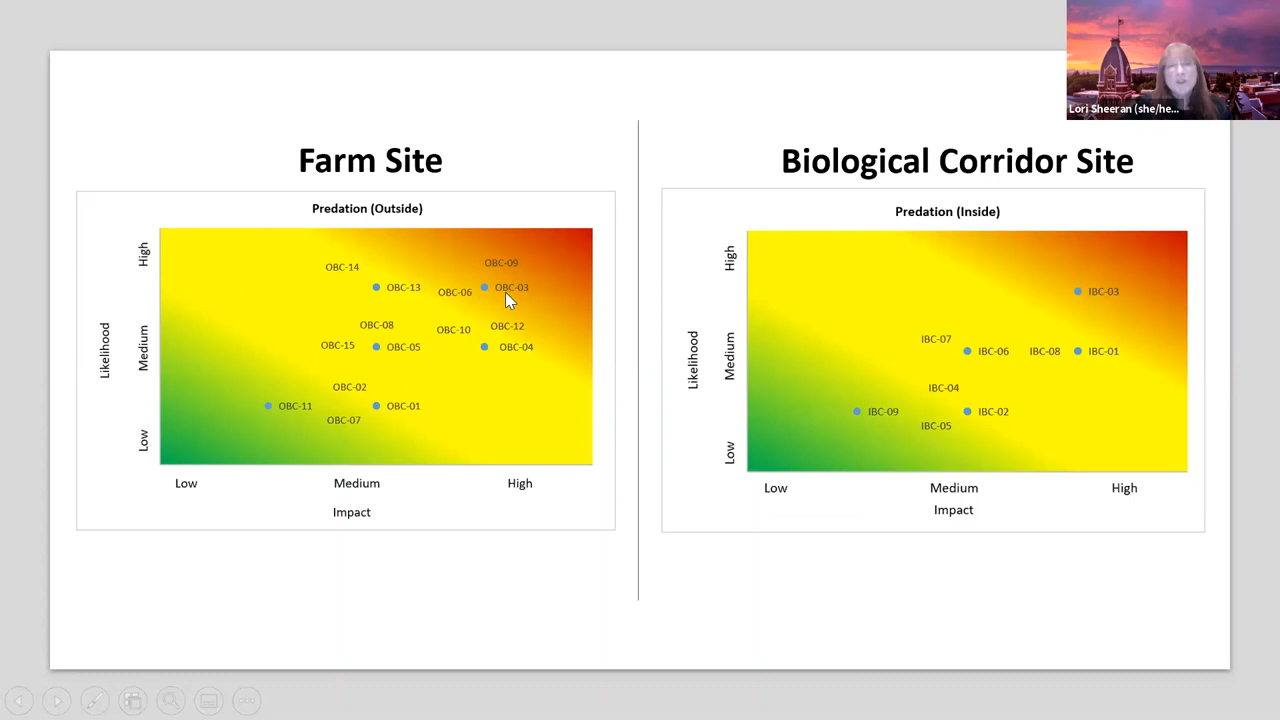 Lori Sheeran (she/he...
Farm Site
Predation (Outside)
High
Medium
Low
Likelihood
OBC-09
OBC-14
OBC-13
OBC-06
OBC-03
OBC-08
OBC-10
OBC-12
OBC-15
OBC-05
OBC-04
OBC-02
OBC-11
OBC-01
OBC-07
Low
Medium
High
Impact
Biological Corridor Site
Predation (Inside)
High
Medium
Low
Likelihood
IBC-03
IBC-07
IBC-06
IBC-08
IBC-01
IBC-04
IBC-09
IBC-02
IBC-05
Low
Medium
High
Impact